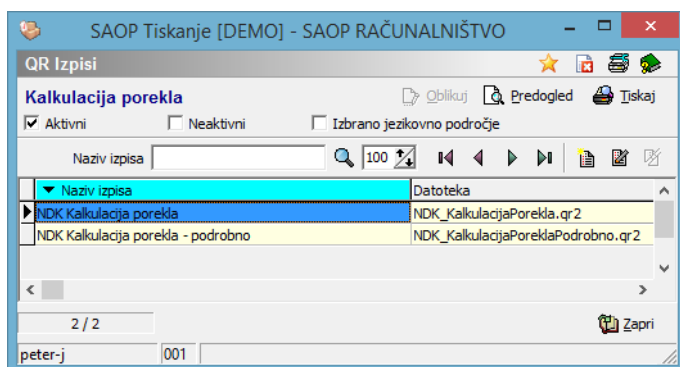 SAOP Tiskanje [DEMO] - SAOP RAČUNALNIŠTVO
QR Izpisi
Kalkulacija porekla Oblikuj Predogled Tiskaj
Aktivni Neaktivni Izbrano jezikovno področje
Naziv izpisa 100
Naziv izpisa Datoteka
NDK Kalkulacija porekla NDK_KalkulacijaPorekla.qr2
NDK Kalkulacija porekla - podrobno NDK_KalkulacijaPoreklaPodrobno.qr2
2 / 2 Zapri
peter-j 001